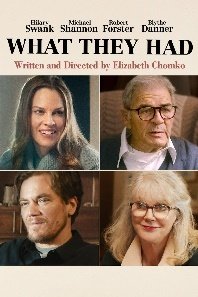 Hilary Swank Michael Shannon Robert Forster Blythe Danner
WHAT THEY HAD
Written and Directed by Elizabeth Chomko